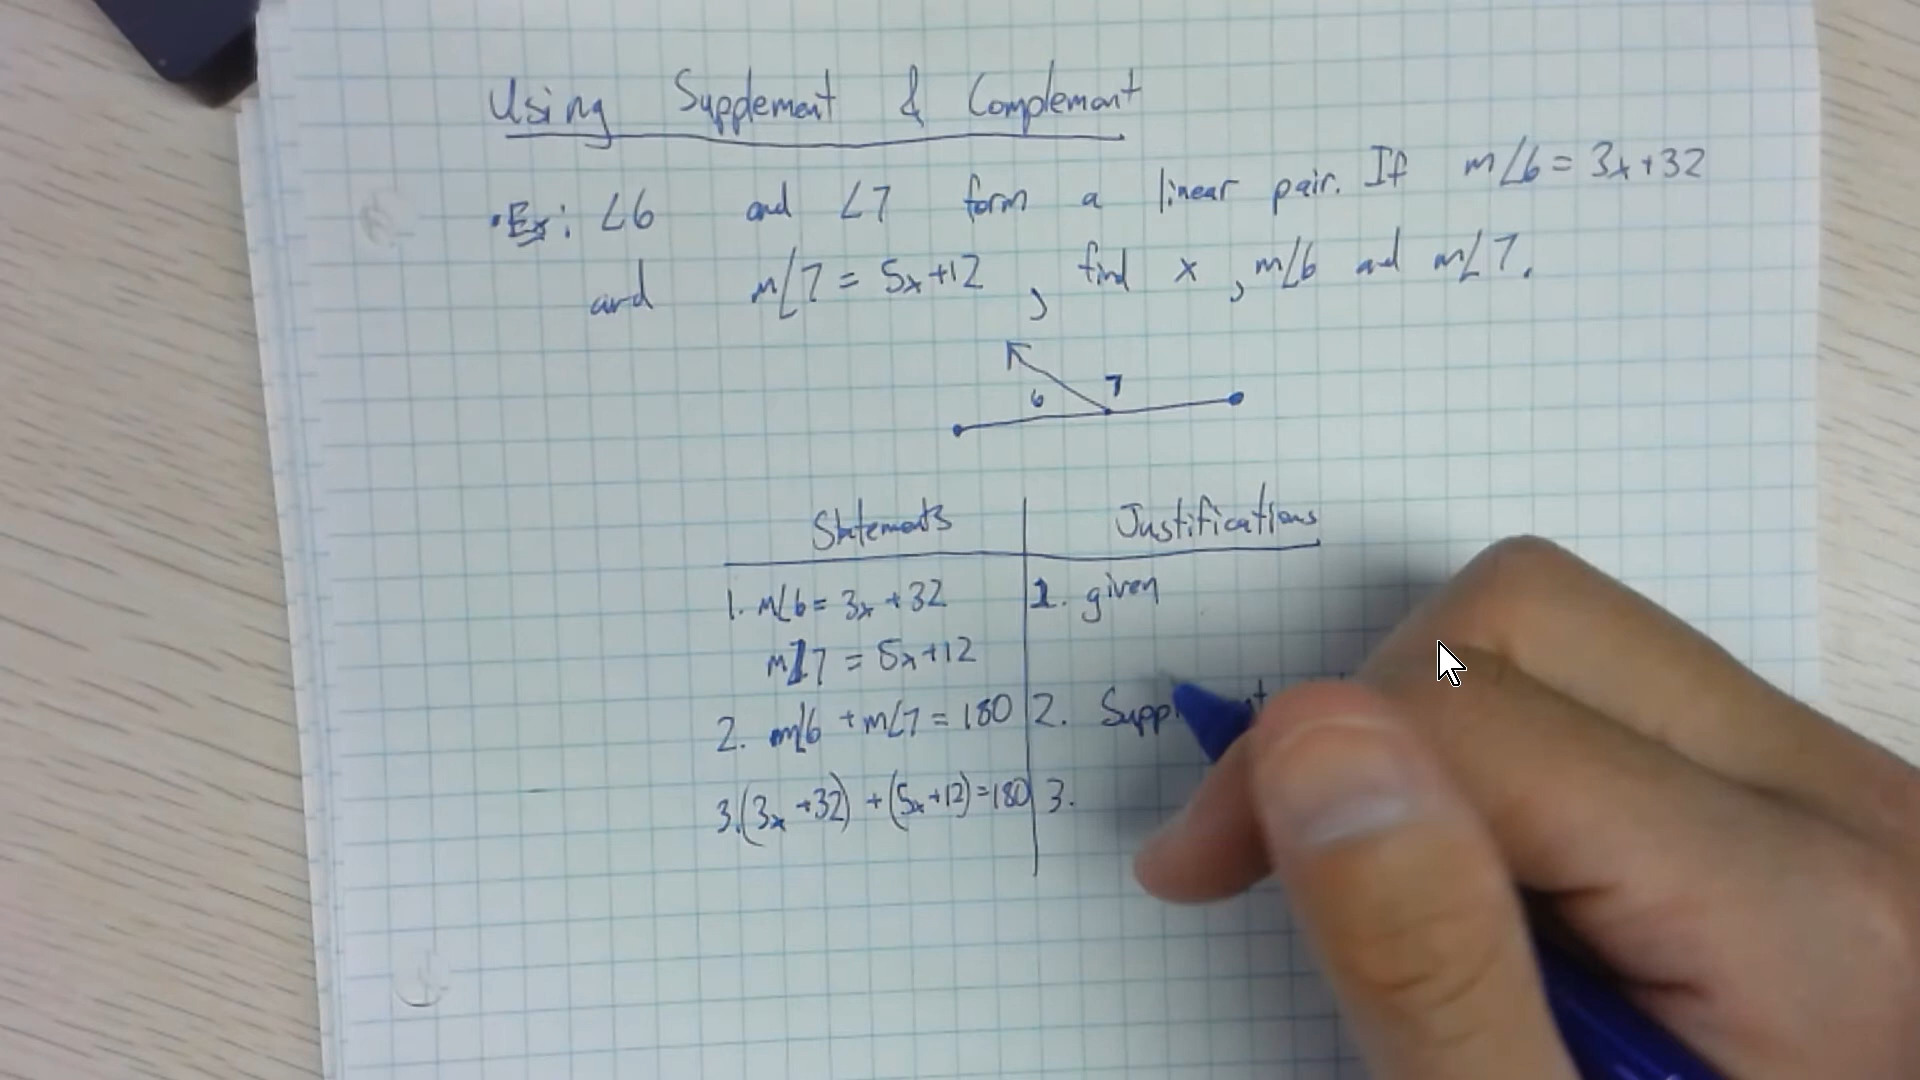 Using Supplement & Complement
• Ex: ∠6 and ∠7 form a linear pair. If m∠6 = 3x+32
and m∠7 = 5x+12, find x, m∠6 and m∠7.
6 7
Statements Justifications
1. m∠6 = 3x+32 1. given
m∠7 = 5x+12
2. m∠6 + m∠7 = 180 2.
3. (3x+32) + (5x+12) = 180 3.